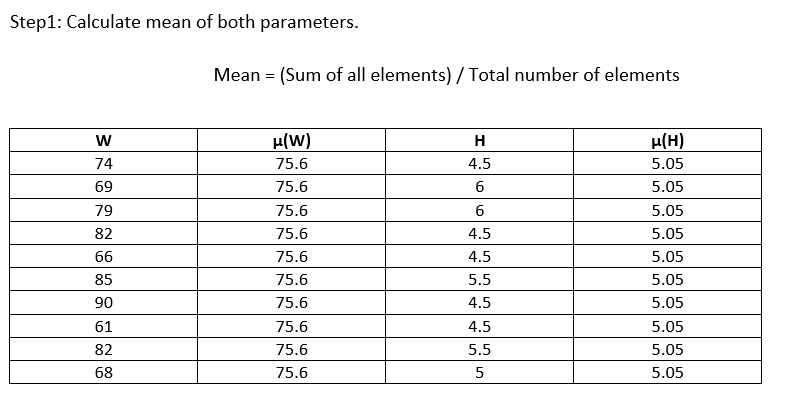 Step1: Calculate mean of both parameters.
Mean = (Sum of all elements) / Total number of elements
W μ(W) H μ(H)
74 75.6 4.5 5.05
69 75.6 6 5.05
79 75.6 6 5.05
82 75.6 4.5 5.05
66 75.6 4.5 5.05
85 75.6 5.5 5.05
90 75.6 4.5 5.05
61 75.6 4.5 5.05
82 75.6 5.5 5.05
68 75.6 5 5.05